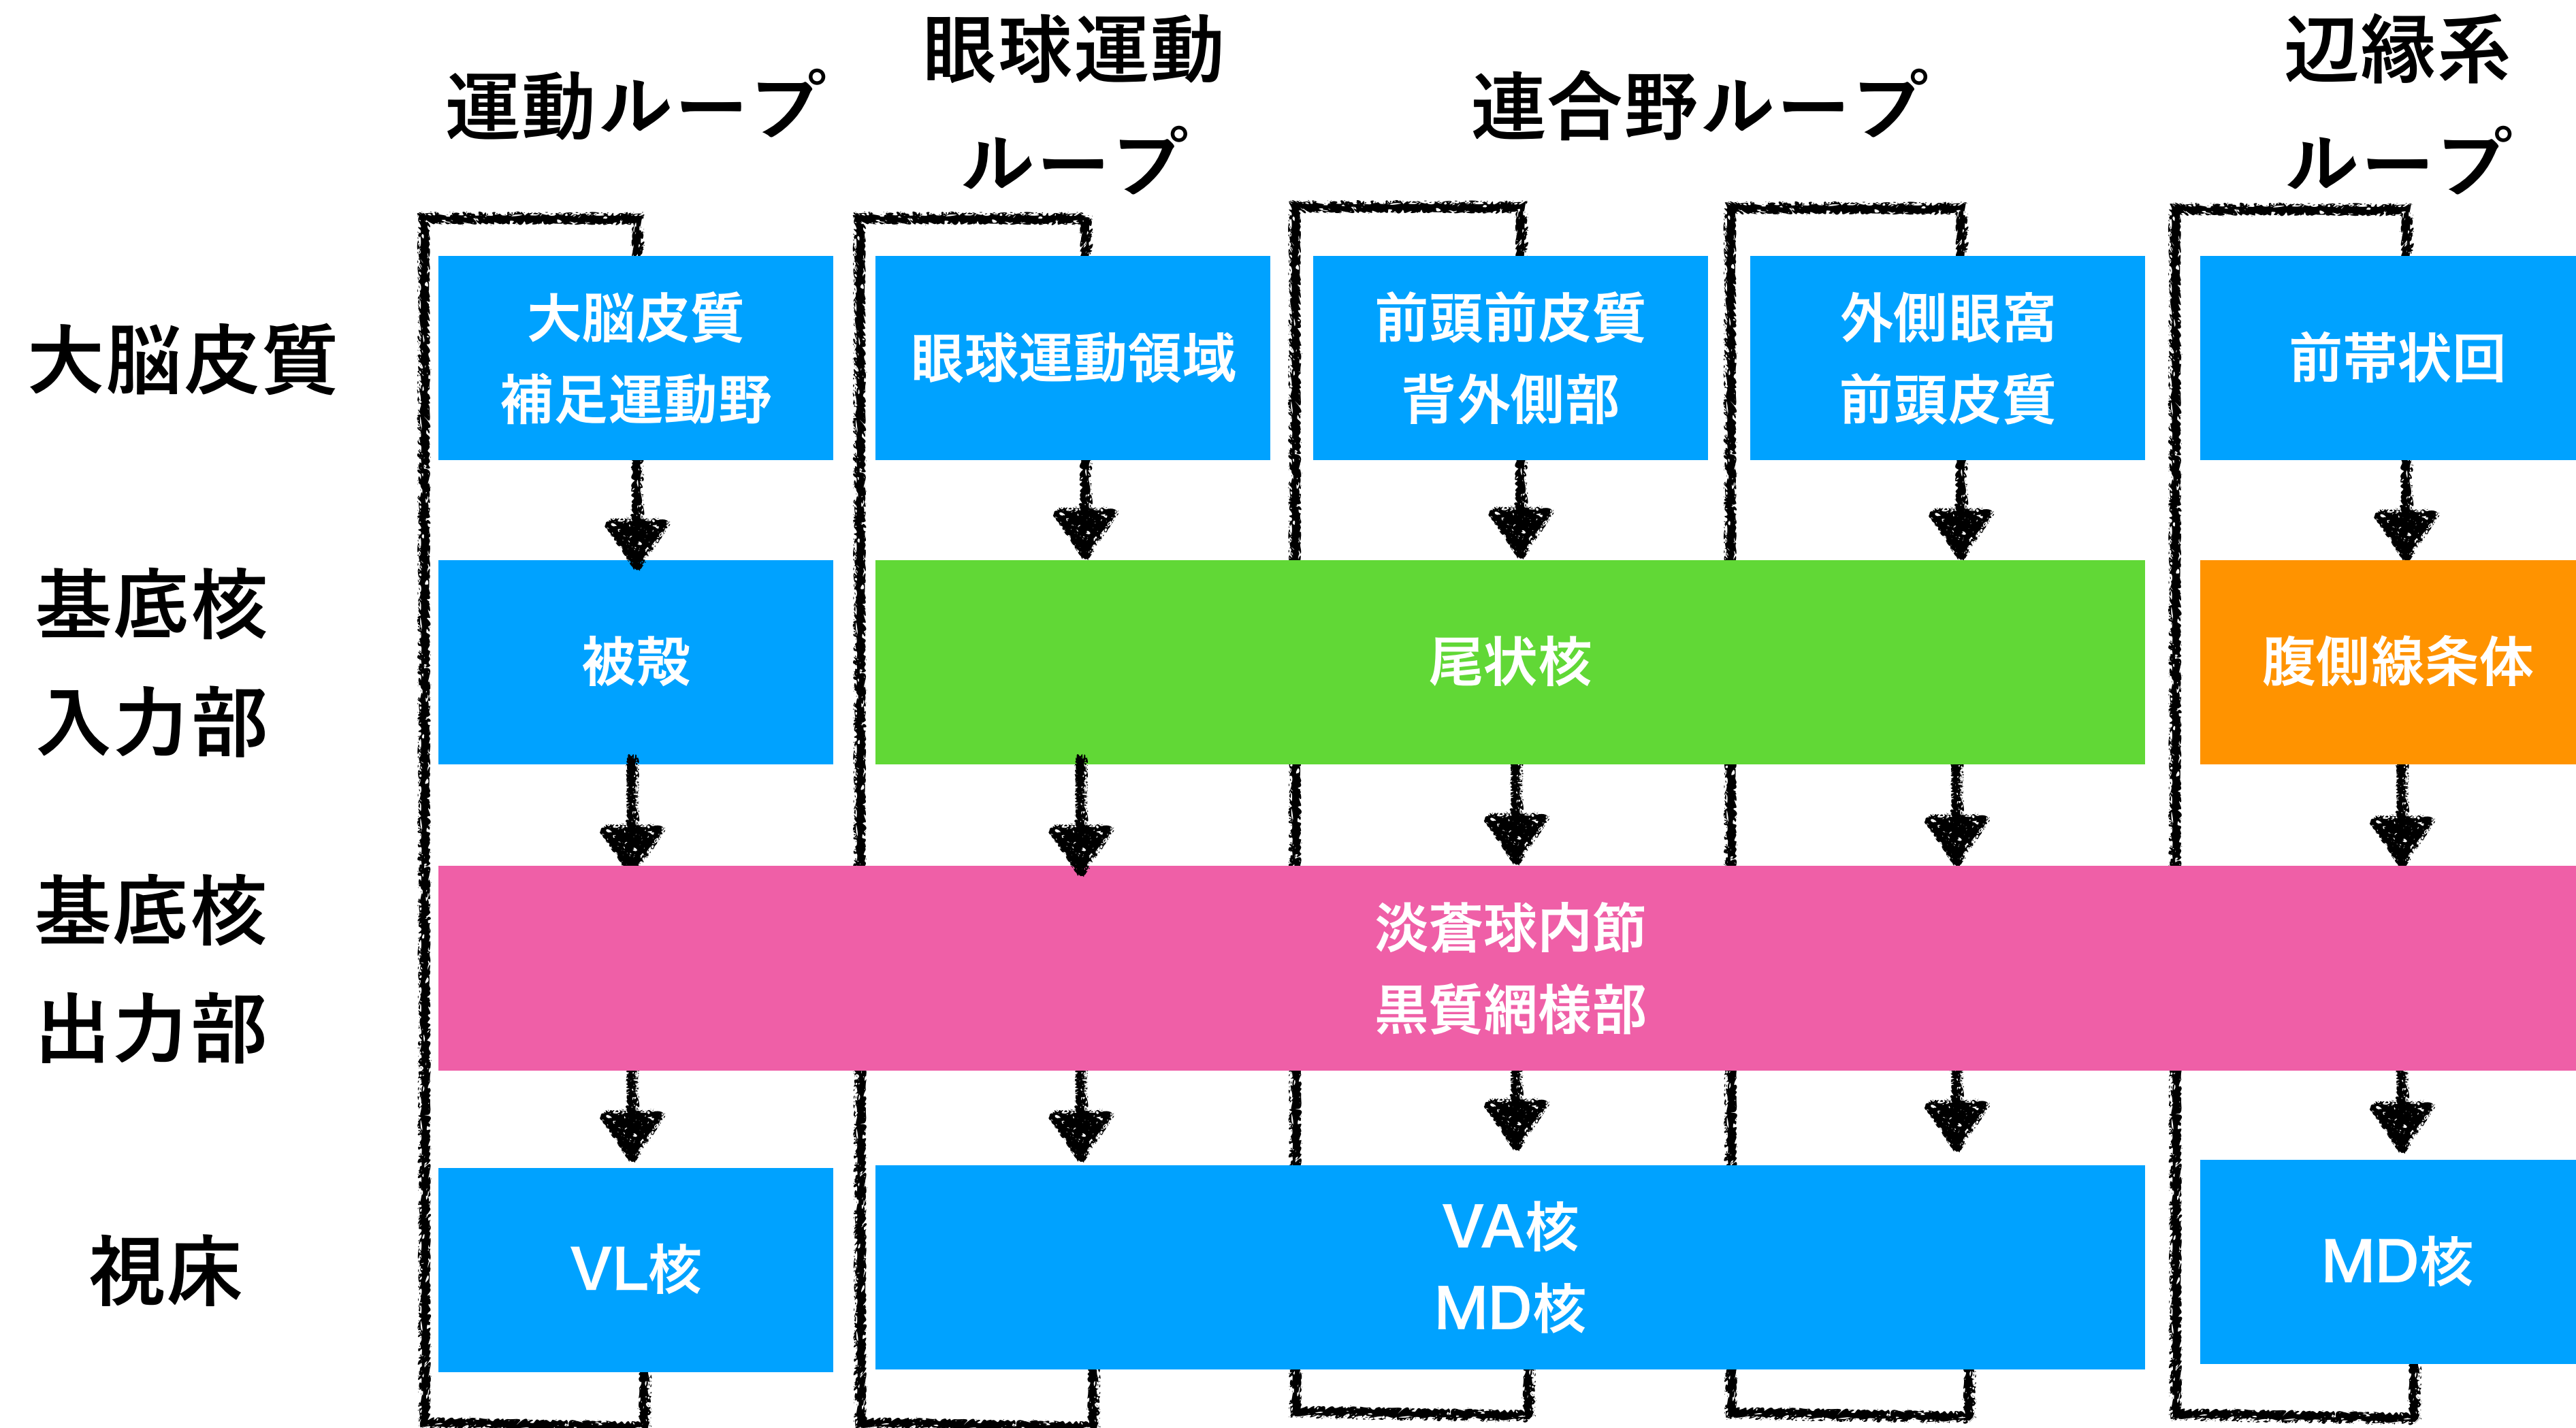 運動ループ
眼球運動
ループ
連合野ループ
辺縁系
ループ
大脳皮質
大脳皮質
補足運動野
眼球運動領域
前頭前皮質
背外側部
外側眼窩
前頭皮質
前帯状回
基底核
入力部
被殻
尾状核
腹側線条体
基底核
出力部
淡蒼球内節
黒質網様部
視床
VL核
VA核
MD核
MD核